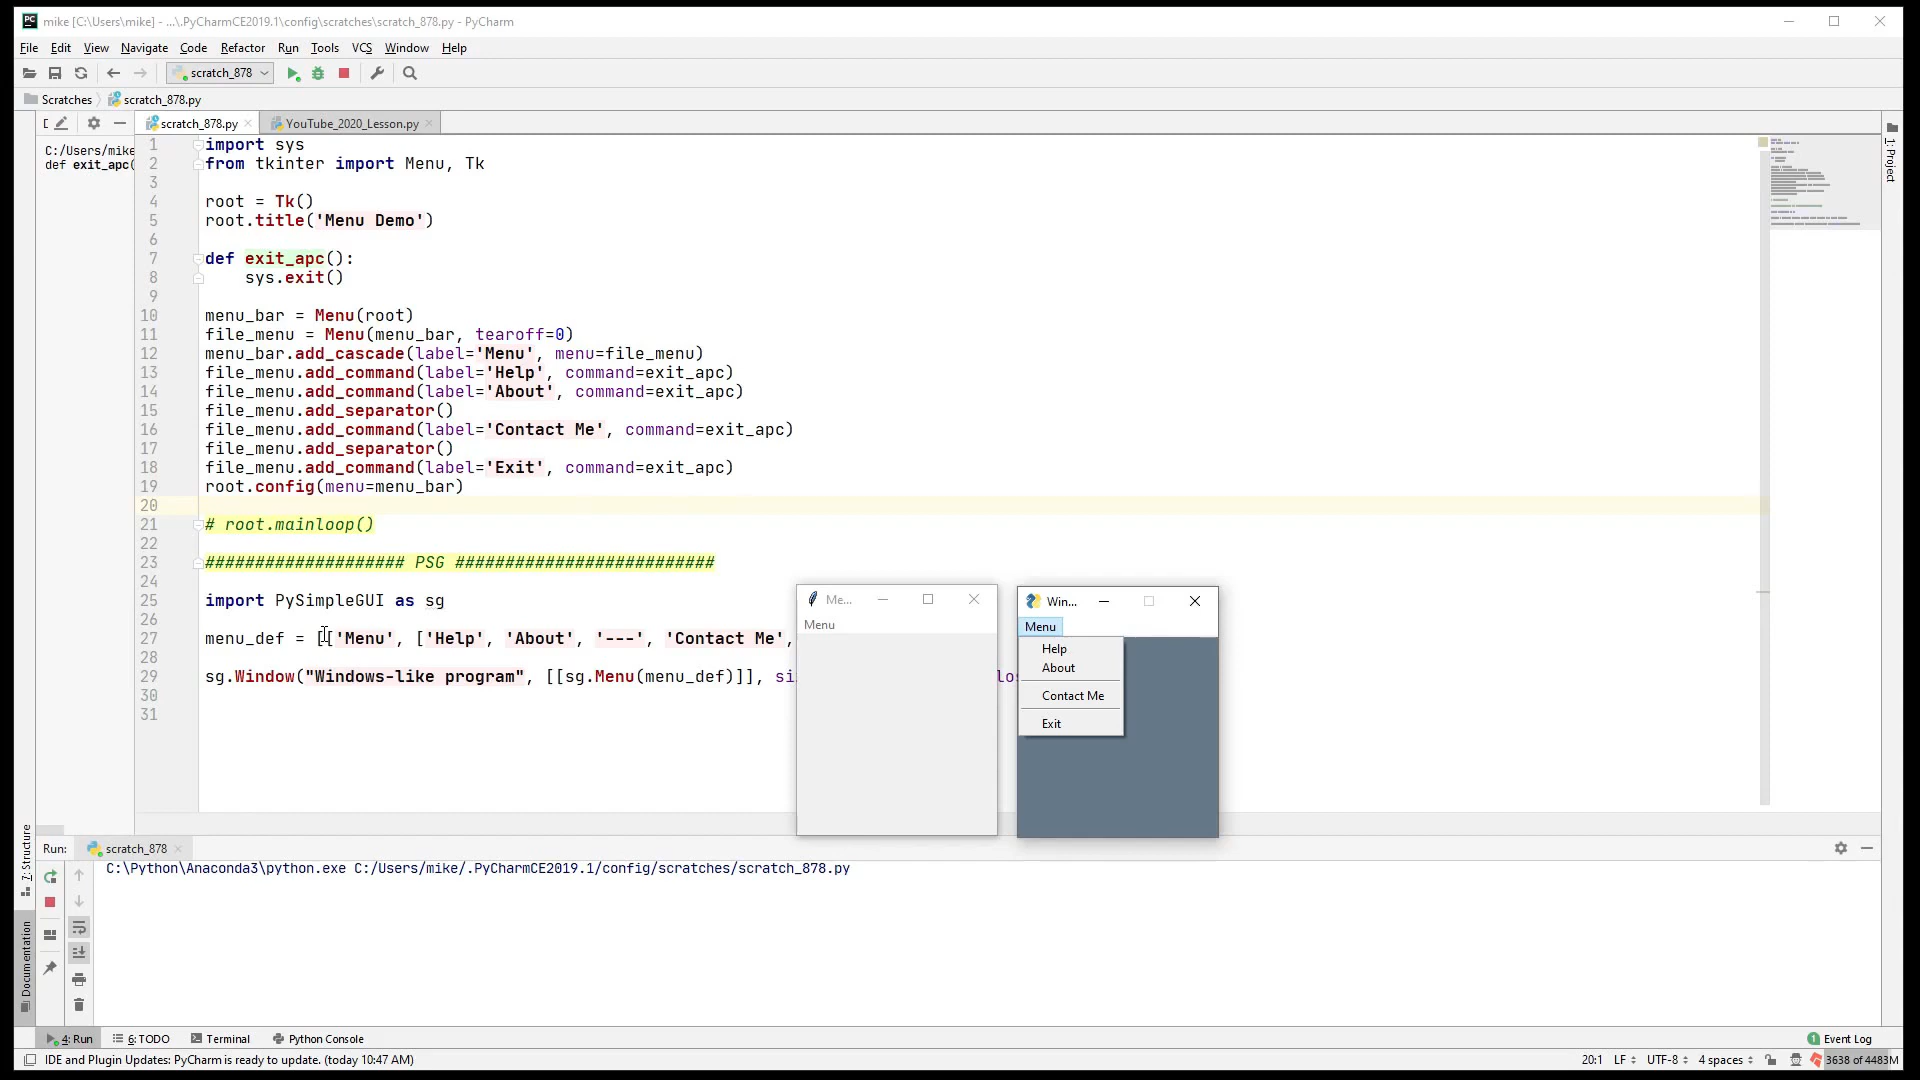 mike [C:\Users\mike] - ...\.PyCharmCE2019.1\config\scratches\scratch_878.py - PyCharm
File Edit View Navigate Code Refactor Run Tools VCS Window Help
scratch_878
Scratches scratch_878.py
scratch_878.py YouTube_2020_Lesson.py
C:/Users/mike
def exit_apc(
1: Project
1 import sys
2 from tkinter import Menu, Tk
3
4 root = Tk()
5 root.title('Menu Demo')
6
7 def exit_apc():
8 sys.exit()
9
10 menu_bar = Menu(root)
11 file_menu = Menu(menu_bar, tearoff=0)
12 menu_bar.add_cascade(label='Menu', menu=file_menu)
13 file_menu.add_command(label='Help', command=exit_apc)
14 file_menu.add_command(label='About', command=exit_apc)
15 file_menu.add_separator()
16 file_menu.add_command(label='Contact Me', command=exit_apc)
17 file_menu.add_separator()
18 file_menu.add_command(label='Exit', command=exit_apc)
19 root.config(menu=menu_bar)
20
21 # root.mainloop()
22
23 #################### PSG ##########################
24
25 import PySimpleGUI as sg
26
27 menu_def = [['Menu', ['Help', 'About', '---', 'Contact Me',
28
29 sg.Window("Windows-like program", [[sg.Menu(menu_def)]], si
los
30
31
Me...
Menu
Win...
Menu
Help
About
Contact Me
Exit
7: Structure
Documentation
Run: scratch_878
C:\Python\Anaconda3\python.exe C:/Users/mike/.PyCharmCE2019.1/config/scratches/scratch_878.py
4: Run 6: TODO Terminal Python Console 1 Event Log
IDE and Plugin Updates: PyCharm is ready to update. (today 10:47 AM) 20:1 LF UTF-8 4 spaces 3638 of 4483M